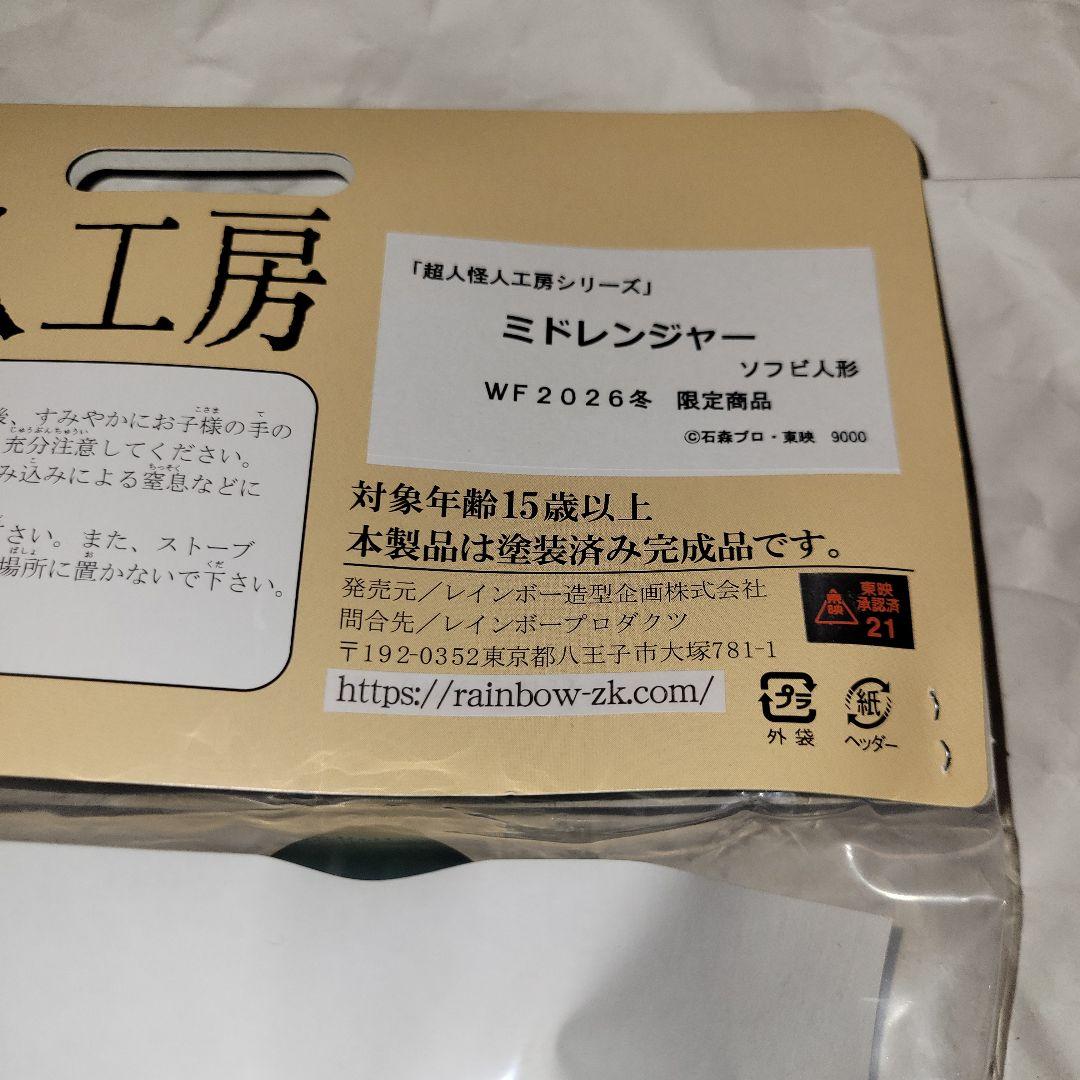 人工房
「超人怪人工房シリーズ」
ミドレンジャー
ソフビ人形
WF2026冬 限定商品
©石森プロ・東映 9000
後、すみやかにお子様の手の
充分注意してください。
み込みによる窒息などに
さい。また、ストーブ
場所に置かないで下さい。
対象年齢15歳以上
本製品は塗装済み完成品です。
発売元/レインボー造型企画株式会社
問合先/レインボープロダクツ
〒192-0352東京都八王子市大塚781-1
https://rainbow-zk.com/
東映
東映
承認済
21
プラ
外袋
紙
ヘッダー